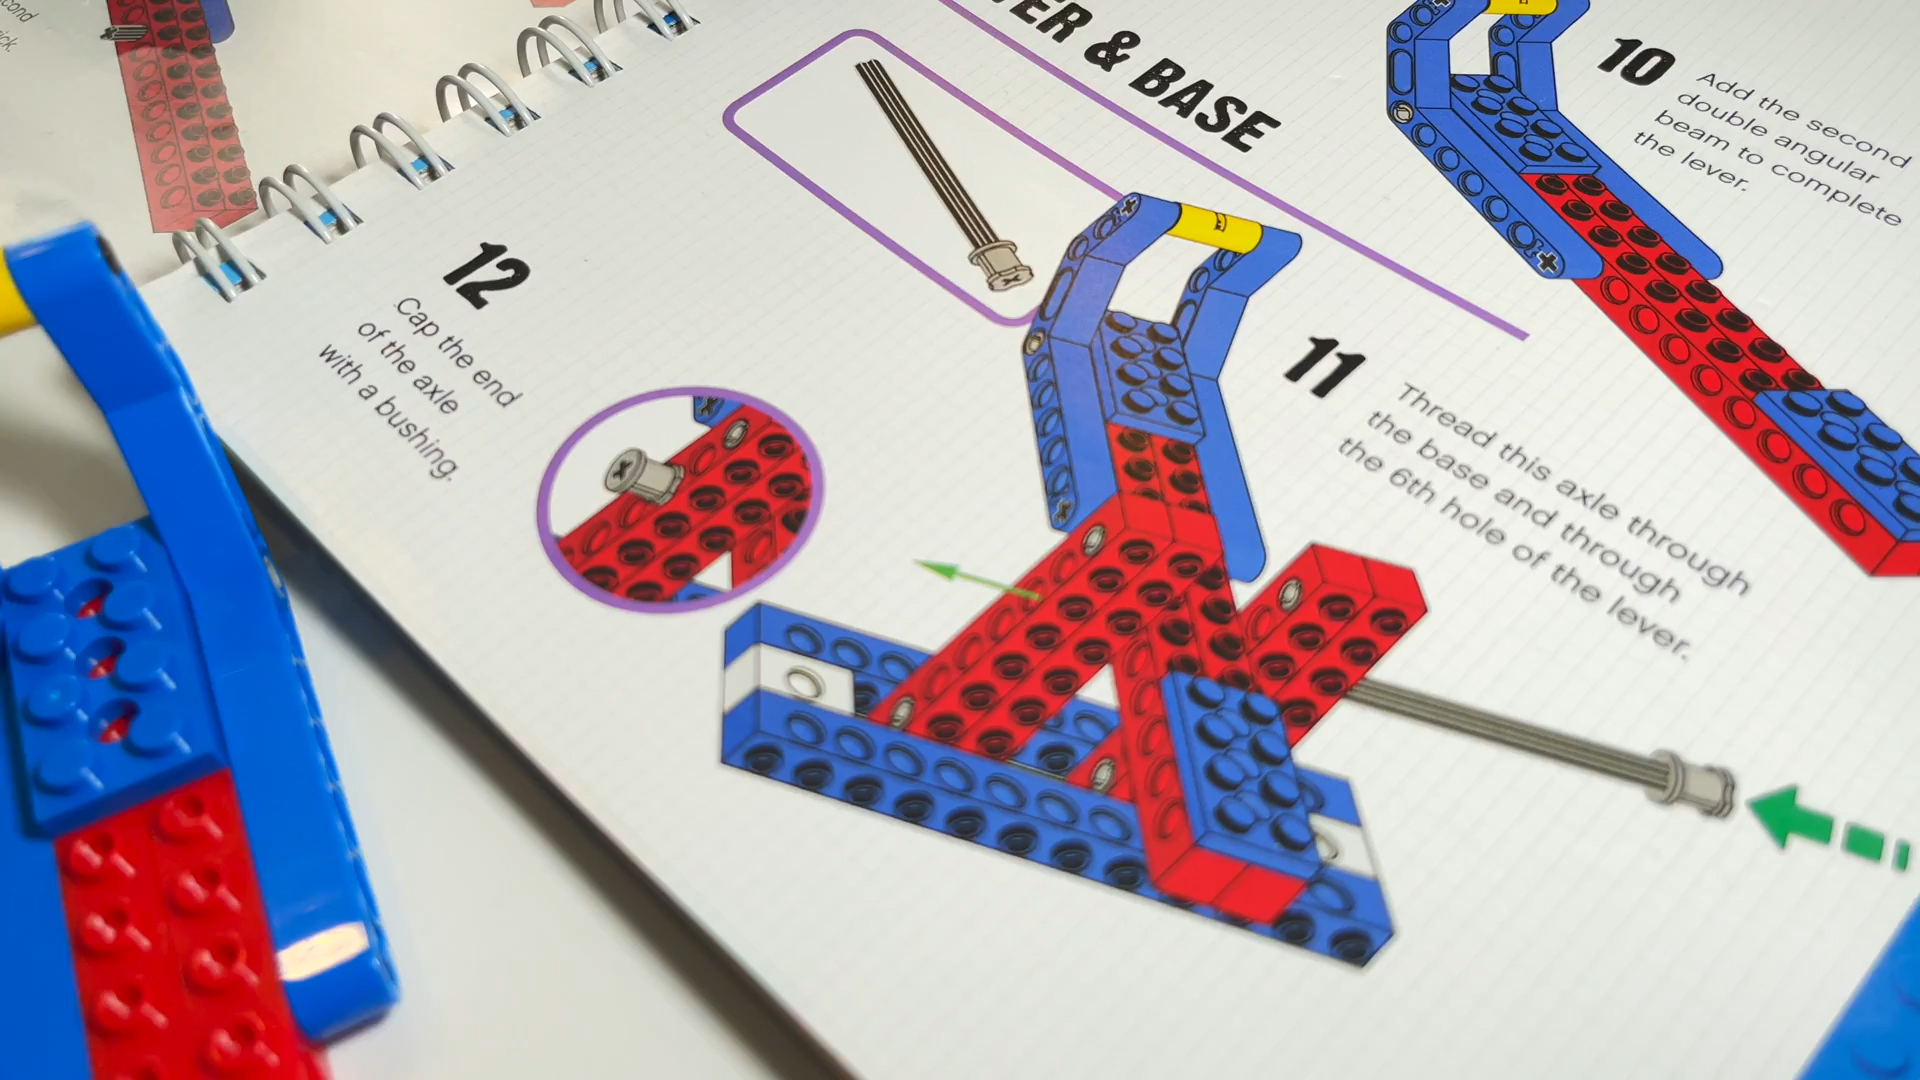 & BASE
10
Add the second
double angular
beam to complete
the lever.
11
Thread this axle through
the base and through
the 6th hole of the lever.
12
Cap the end
of the axle
with a bushing.